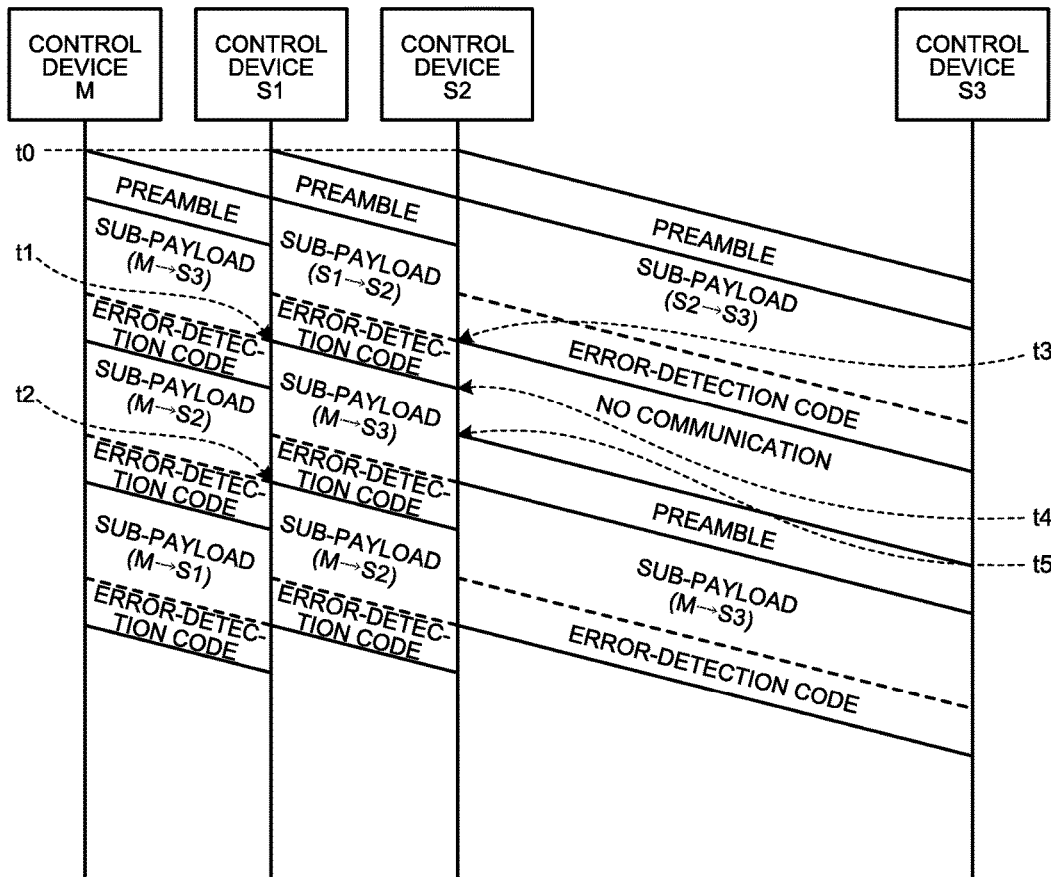 CONTROL
DEVICE
M
CONTROL
DEVICE
S1
CONTROL
DEVICE
S2
CONTROL
DEVICE
S3
t0
PREAMBLE
PREAMBLE
PREAMBLE
t1
SUB-PAYLOAD
(M→S3)
SUB-PAYLOAD
(S1→S2)
SUB-PAYLOAD
(S2→S3)
ERROR-DETEC-
TION CODE
ERROR-DETEC-
TION CODE
ERROR-DETECTION CODE
t3
t2
SUB-PAYLOAD
(M→S2)
SUB-PAYLOAD
(M→S3)
NO COMMUNICATION
ERROR-DETEC-
TION CODE
ERROR-DETEC-
TION CODE
PREAMBLE
t4
t5
SUB-PAYLOAD
(M→S1)
SUB-PAYLOAD
(M→S2)
SUB-PAYLOAD
(M→S3)
ERROR-DETEC-
TION CODE
ERROR-DETEC-
TION CODE
ERROR-DETECTION CODE